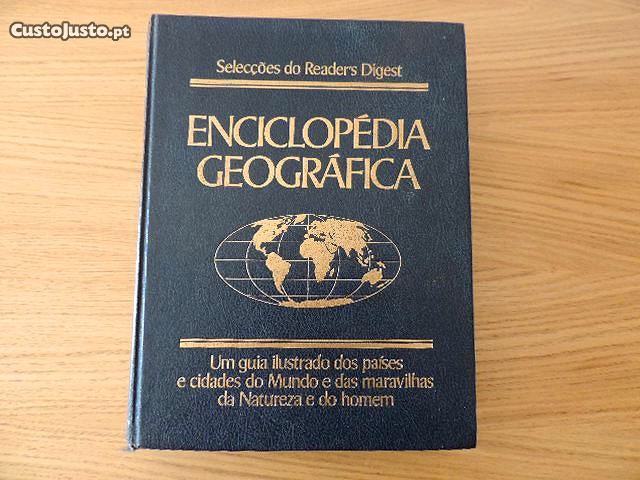 CustoJusto.pt
Selecções do Reader's Digest
ENCICLOPÉDIA
GEOGRÁFICA
Um guia ilustrado dos países
e cidades do Mundo e das maravilhas
da Natureza e do homem